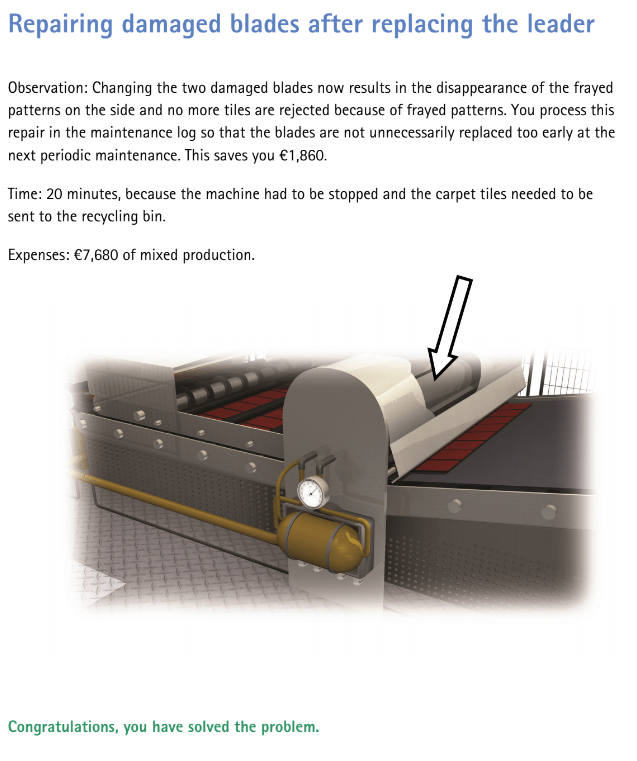 Repairing damaged blades after replacing the leader
Observation: Changing the two damaged blades now results in the disappearance of the frayed
patterns on the side and no more tiles are rejected because of frayed patterns. You process this
repair in the maintenance log so that the blades are not unnecessarily replaced too early at the
next periodic maintenance. This saves you €1,860.
Time: 20 minutes, because the machine had to be stopped and the carpet tiles needed to be
sent to the recycling bin.
Expenses: €7,680 of mixed production.
Congratulations, you have solved the problem.